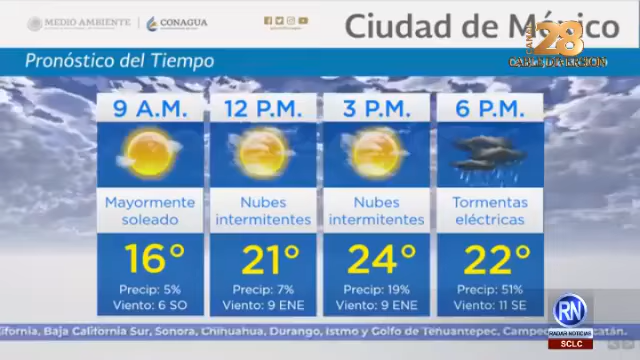 MEDIO AMBIENTE
CONAGUA
Ciudad de México
CANAL
28
Pronóstico del Tiempo
9 A.M.
12 P.M.
3 P.M.
6 P.M.
Mayormente
soleado
Nubes
intermitentes
Nubes
intermitentes
Tormentas
eléctricas
16°
21°
24°
22°
Precip: 5%
Precip: 7%
Precip: 19%
Precip: 51%
Viento: 6 SO
Viento: 9 ENE
Viento: 9 ENE
Viento: 11 SE
RN
RADAR NOTICIAS
SCLC
ifornia, Baja California Sur, Sonora, Chihuahua, Durango, Istmo y Golfo de Tehuantepec, Campe